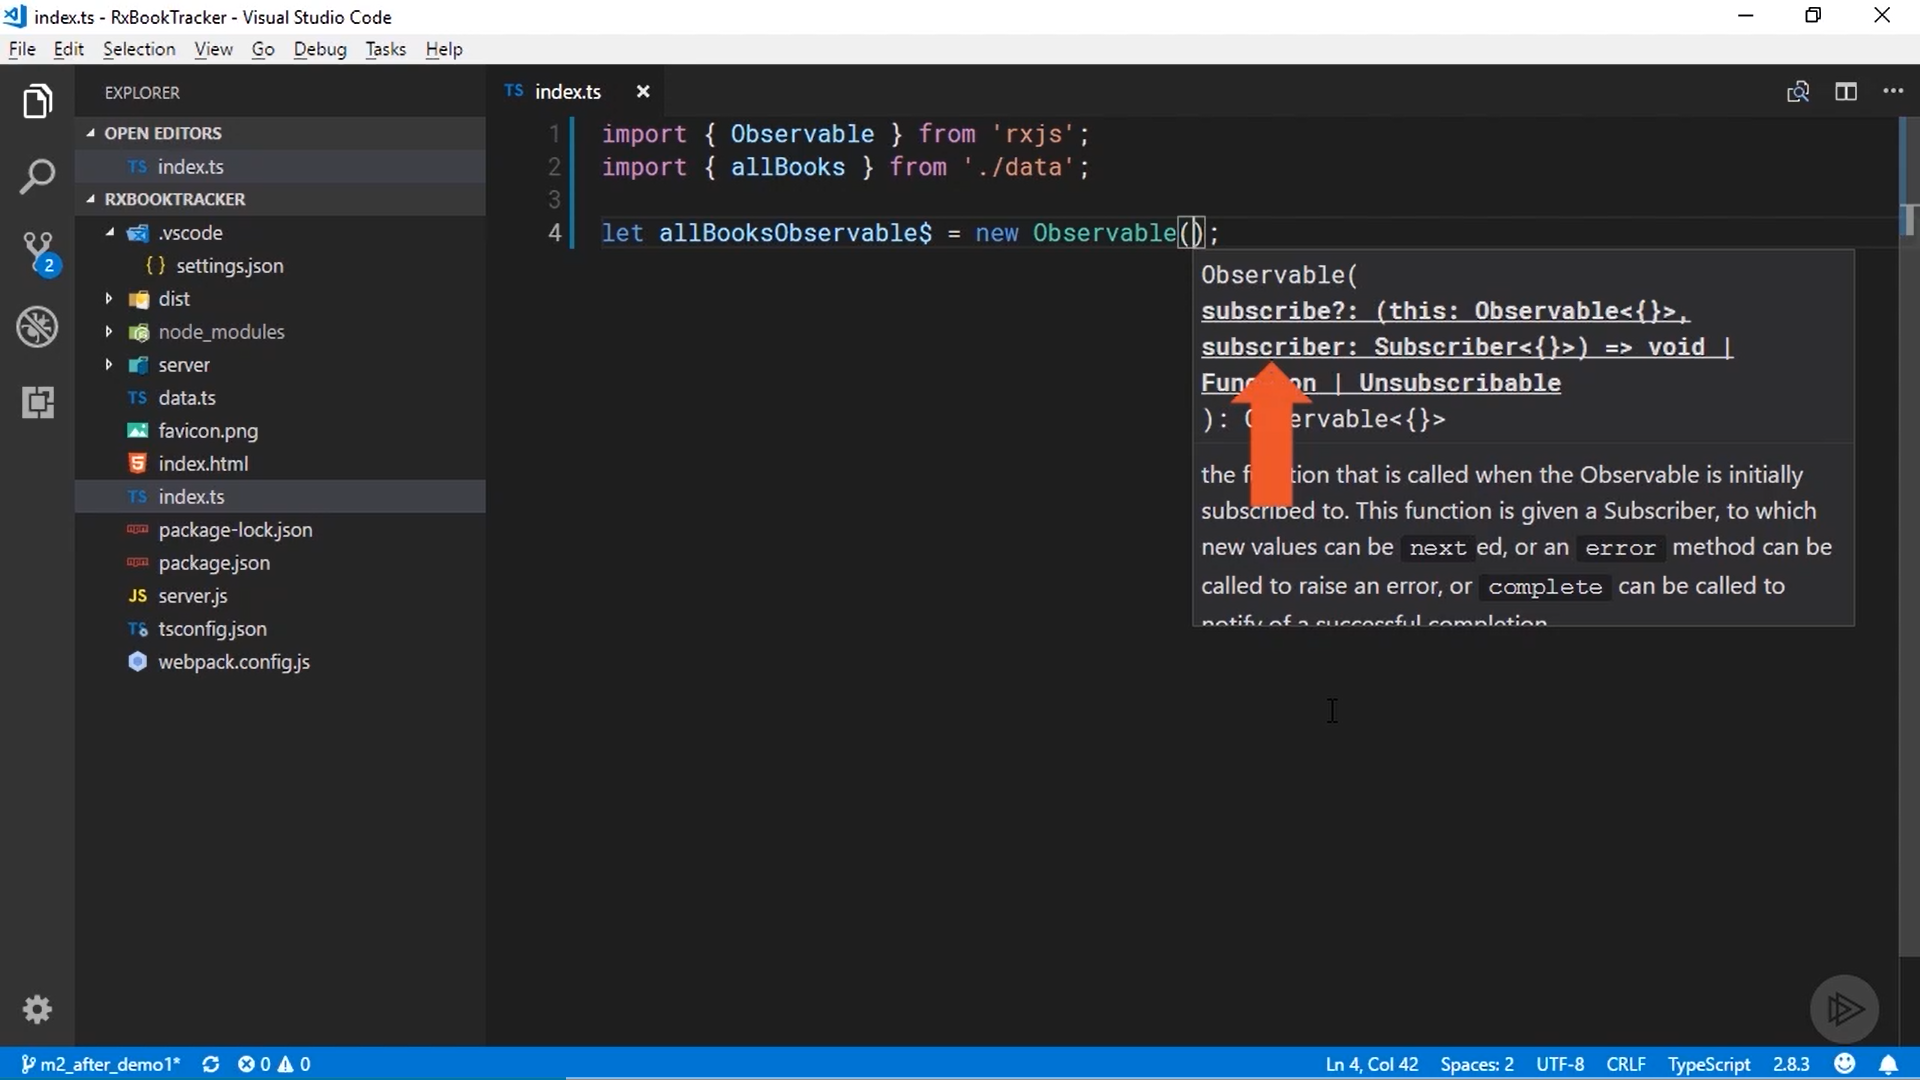 index.ts - RxBookTracker - Visual Studio Code
File Edit Selection View Go Debug Tasks Help
EXPLORER
OPEN EDITORS
TS index.ts
RXBOOKTRACKER
.vscode
{ } settings.json
dist
node_modules
server
TS data.ts
favicon.png
index.html
TS index.ts
package-lock.json
package.json
JS server.js
TS tsconfig.json
webpack.config.js
2
TS index.ts
1 import { Observable } from 'rxjs';
2 import { allBooks } from './data';
3
4 let allBooksObservable$ = new Observable();
Observable(
subscribe?: (this: Observable<{}>,
subscriber: Subscriber<{}>) => void |
| Unsubscribable
): <{}>
the that is called when the Observable is initially
subscribed to. This function is given a Subscriber, to which
new values can be next ed, or an error method can be
called to raise an error, or complete can be called to
notify of a successful completion.
m2_after_demo1* 0 0 Ln 4, Col 42 Spaces: 2 UTF-8 CRLF TypeScript 2.8.3